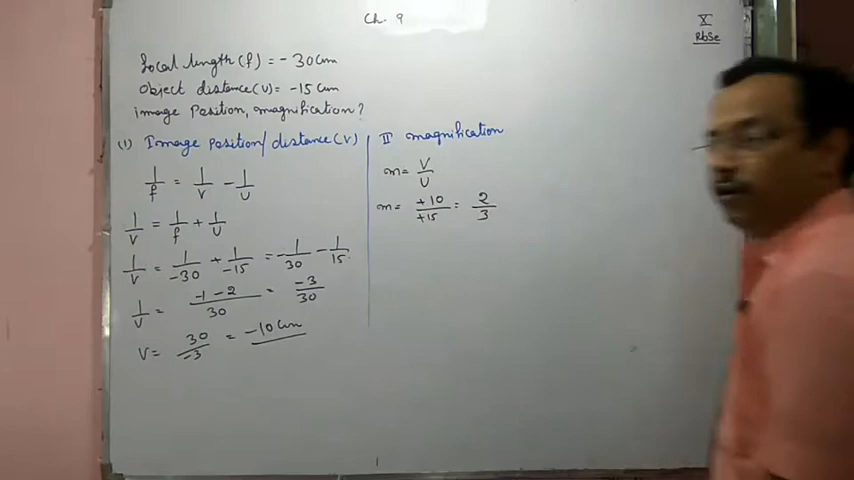 Ch. 9
X
RbSe
focal length (f) = - 30 cm
Object distance (u) = -15 cm
image Position, magnification?
(1) Image position/distance (v)
1/f = 1/v - 1/u
1/v = 1/f + 1/u
1/v = 1/-30 + 1/-15 = -1/30 - 1/15
1/v = -1-2/30 = -3/30
V = 30/-3 = -10 cm
II magnification
m = V/U
m = +10/+15 = 2/3